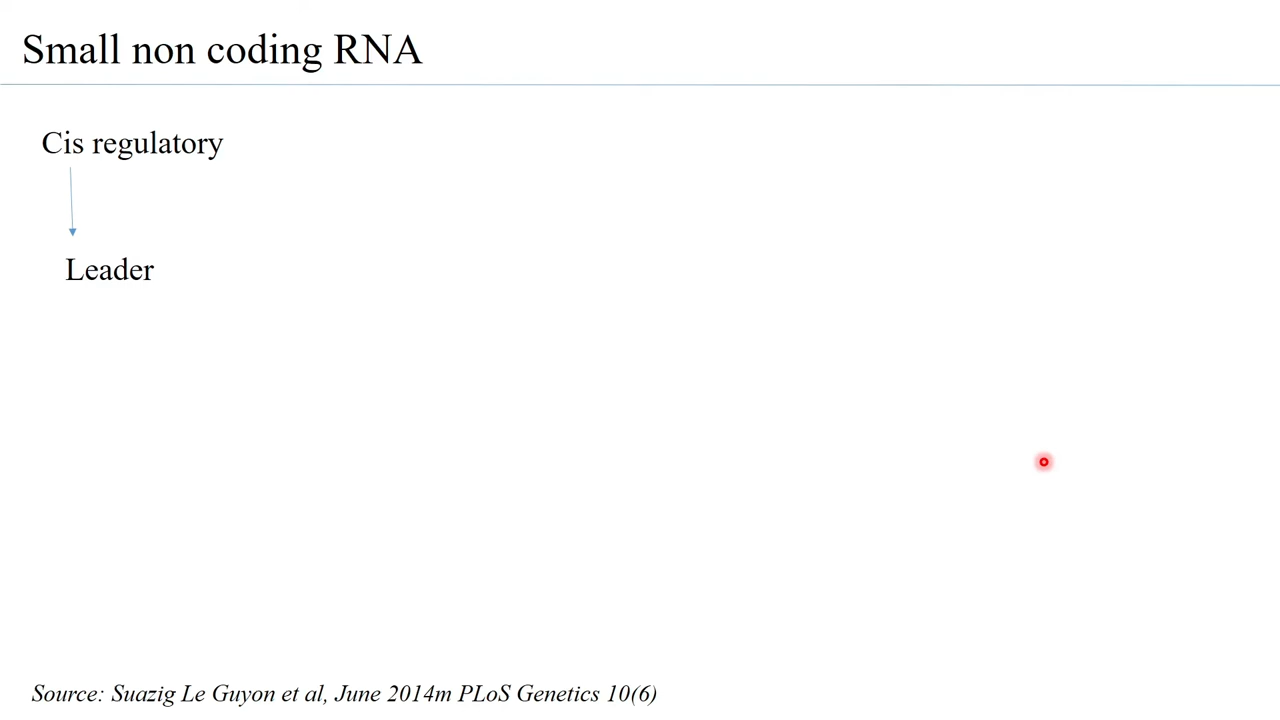 Small non coding RNA
Cis regulatory
Leader
Source: Suazig Le Guyon et al, June 2014m PLoS Genetics 10(6)